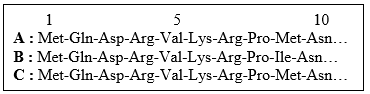 1 5 10
A : Met-Gln-Asp-Arg-Val-Lys-Arg-Pro-Met-Asn…
B : Met-Gln-Asp-Arg-Val-Lys-Arg-Pro-Ile-Asn…
C : Met-Gln-Asp-Arg-Val-Lys-Arg-Pro-Met-Asn…